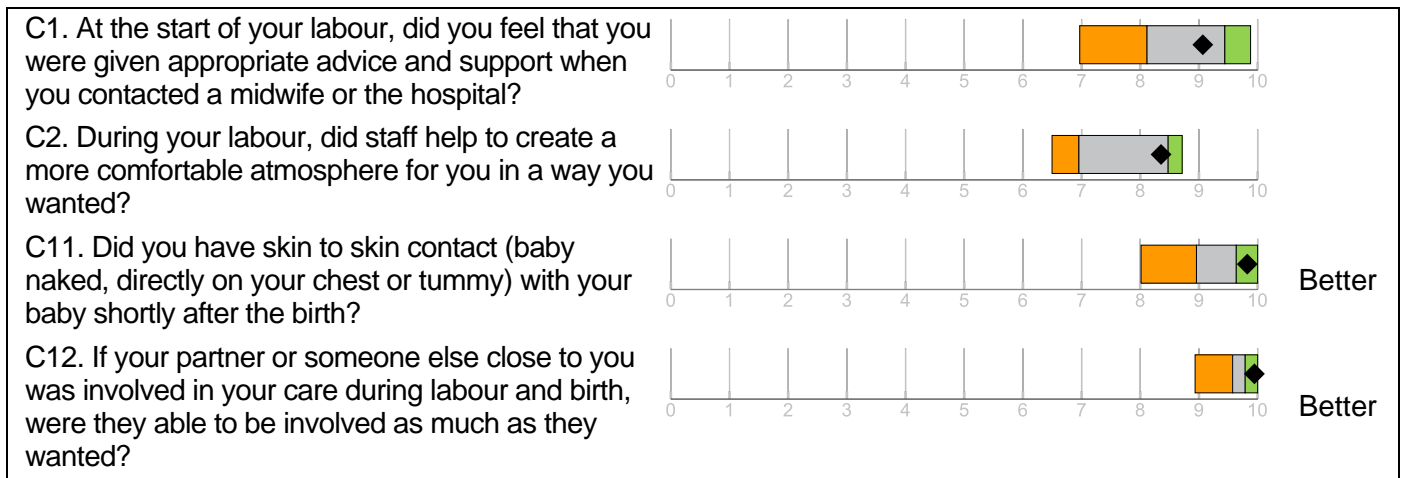 C1. At the start of your labour, did you feel that you
were given appropriate advice and support when
you contacted a midwife or the hospital?
0 1 2 3 4 5 6 7 8 9 10
C2. During your labour, did staff help to create a
more comfortable atmosphere for you in a way you
wanted?
0 1 2 3 4 5 6 7 8 9 10
C11. Did you have skin to skin contact (baby
naked, directly on your chest or tummy) with your
baby shortly after the birth?
0 1 2 3 4 5 6 7 8 9 10
Better
C12. If your partner or someone else close to you
was involved in your care during labour and birth,
were they able to be involved as much as they
wanted?
0 1 2 3 4 5 6 7 8 9 10
Better